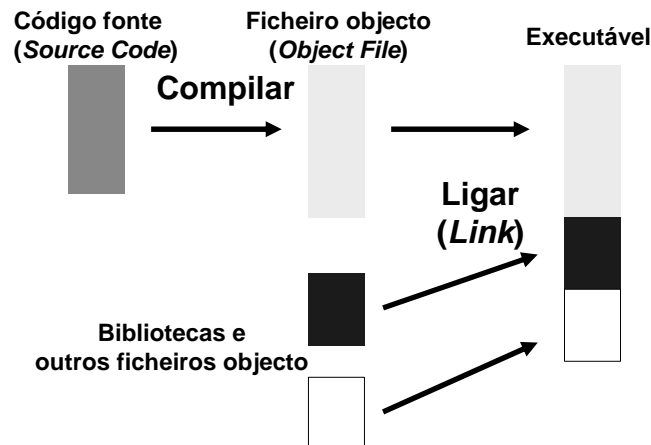 Código fonte
(Source Code)
Ficheiro objecto
(Object File)
Executável
Compilar
Ligar
(Link)
Bibliotecas e
outros ficheiros objecto